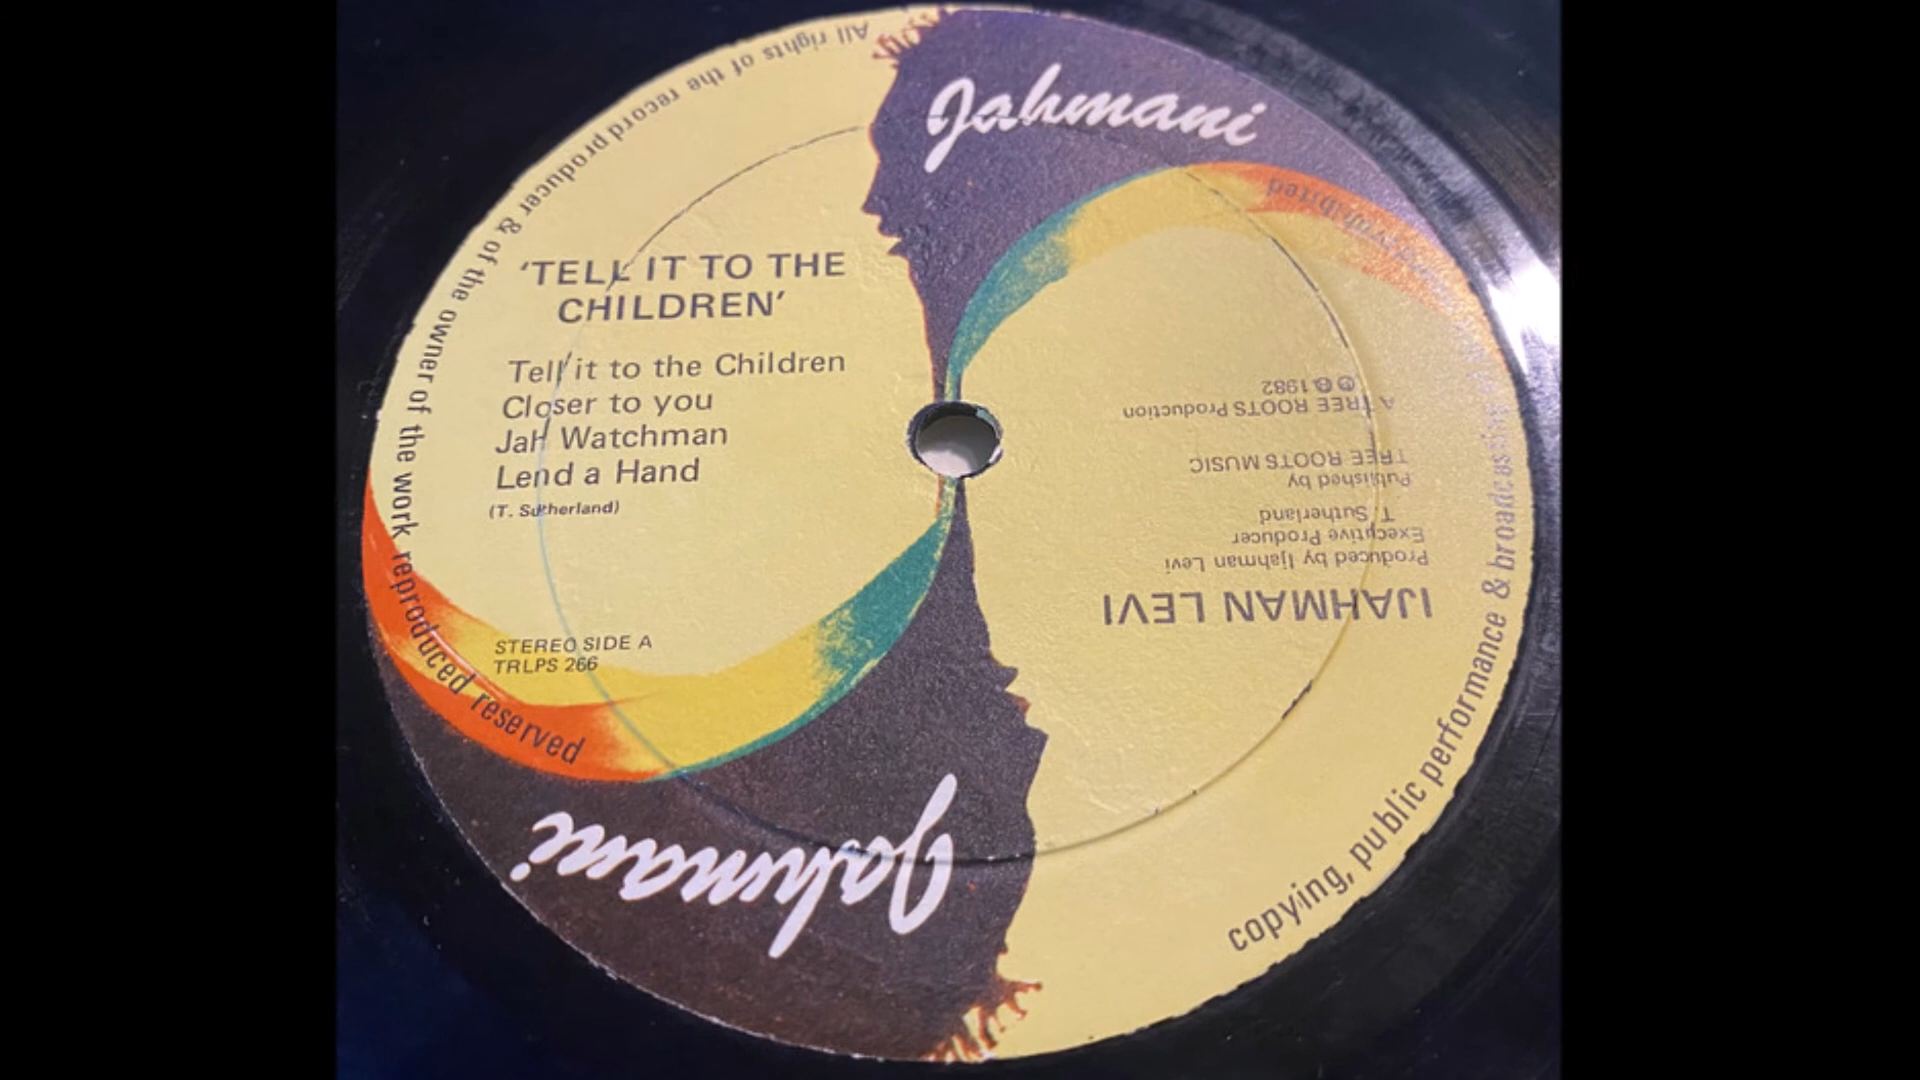 Jahmani
All rights of the record producer & of the owner of the work reproduced reserved
'TELL IT TO THE
CHILDREN'
Tell it to the Children
Closer to you
Jah Watchman
Lend a Hand
(T. Sutherland)
STEREO SIDE A
TRLPS 266
Jahmani
IJAHMAN LEVI
Produced by Ijahman Levi
Executive Producer
T. Sutherland
Published by
TREE ROOTS MUSIC
A TREE ROOTS Production
℗ © 1982
copying, public performance & broadcasting
prohibited